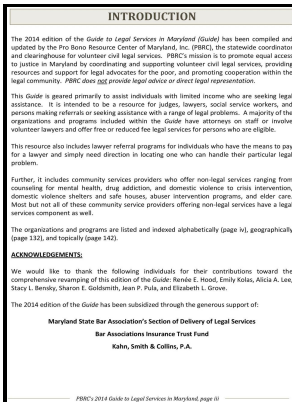 INTRODUCTION
The 2014 edition of the Guide to Legal Services in Maryland (Guide) has been compiled and
updated by the Pro Bono Resource Center of Maryland, Inc. (PBRC), the statewide coordinator
and clearinghouse for volunteer civil legal services. PBRC's mission is to promote equal access
to justice in Maryland by coordinating and supporting volunteer civil legal services, providing
resources and support for legal advocates for the poor, and promoting cooperation within the
legal community. PBRC does not provide legal advice or direct legal representation.
This Guide is geared primarily to assist individuals with limited income who are seeking legal
assistance. It is intended to be a resource for judges, lawyers, social service workers, and
persons making referrals or seeking assistance with a range of legal problems. A majority of the
organizations and programs included within the Guide have attorneys on staff or involve
volunteer lawyers and offer free or reduced fee legal services for persons who are eligible.
This resource also includes lawyer referral programs for individuals who have the means to pay
for a lawyer and simply need direction in locating one who can handle their particular legal
problem.
Further, it includes community services providers who offer non-legal services ranging from
counseling for mental health, drug addiction, and domestic violence to crisis intervention,
domestic violence shelters and safe houses, abuser intervention programs, and elder care.
Most but not all of these community service providers offering non-legal services have a legal
services component as well.
The organizations and programs are listed and indexed alphabetically (page iv), geographically
(page 132), and topically (page 142).
ACKNOWLEDGEMENTS:
We would like to thank the following individuals for their contributions toward the
comprehensive revamping of this edition of the Guide: Renée E. Hood, Emily Kolas, Alicia A. Lee,
Stacy L. Bensky, Sharon E. Goldsmith, Jean P. Pula, and Elizabeth L. Grove.
The 2014 edition of the Guide has been subsidized through the generous support of:
Maryland State Bar Association's Section of Delivery of Legal Services
Bar Associations Insurance Trust Fund
Kahn, Smith & Collins, P.A.
PBRC's 2014 Guide to Legal Services in Maryland, page iii